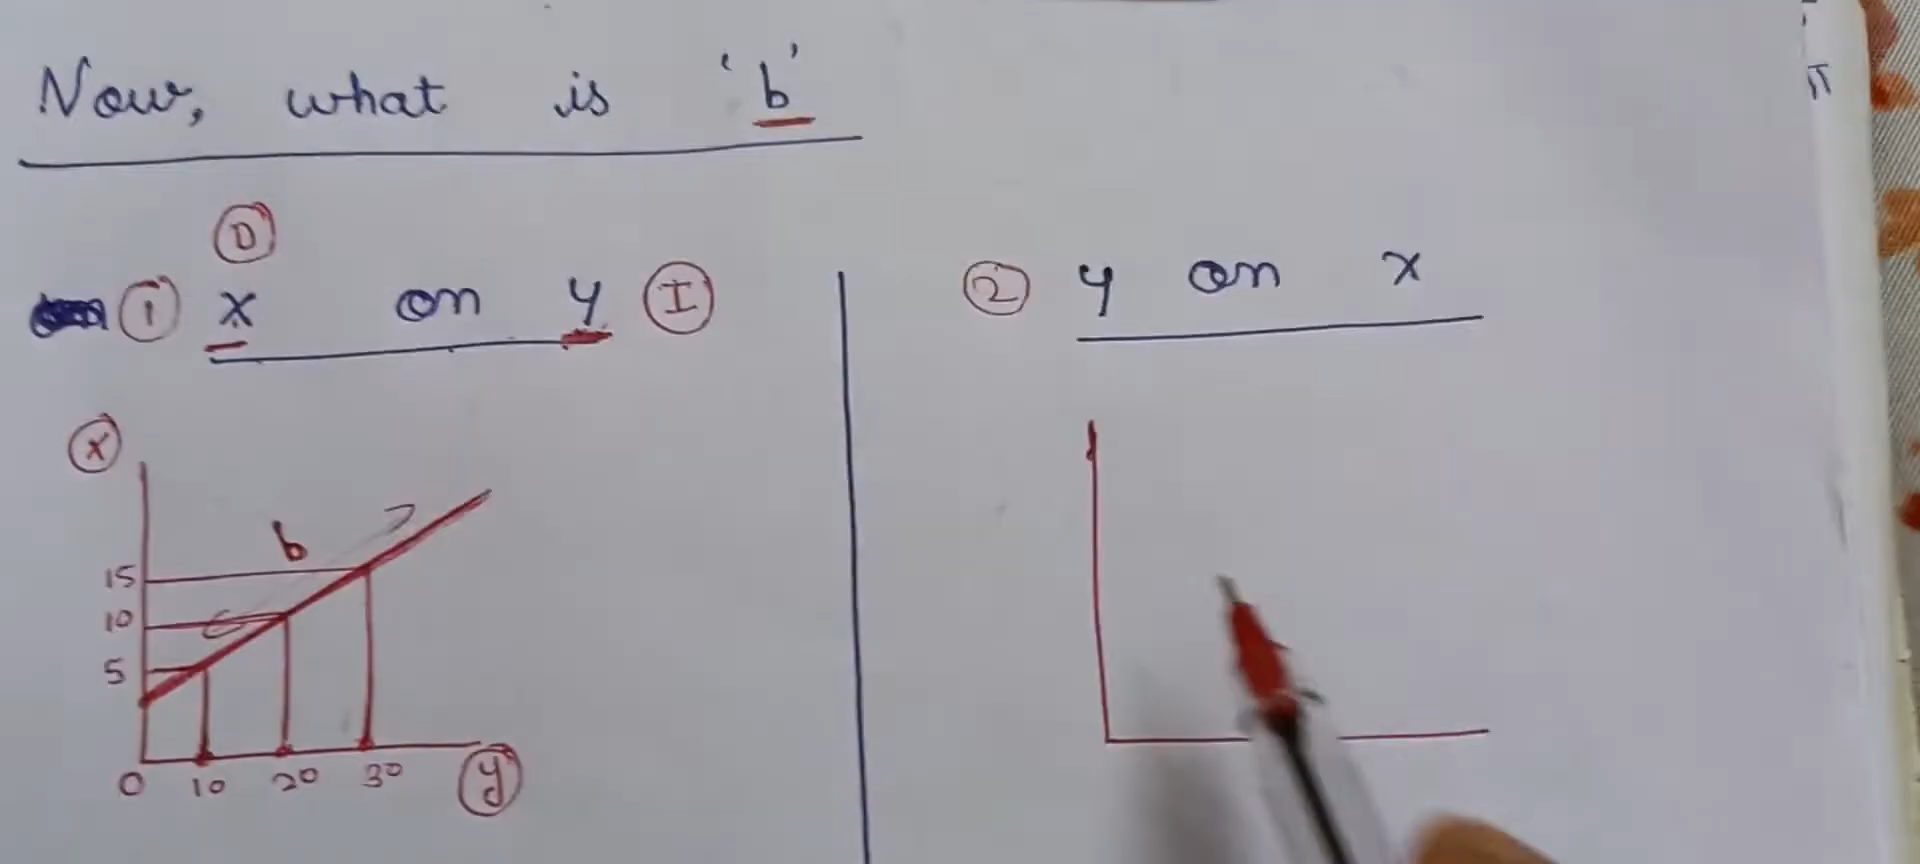 Now, what is 'b'
D
1 x on y I
2 y on x
x
b
15
10
5
0 10 20 30 y
π